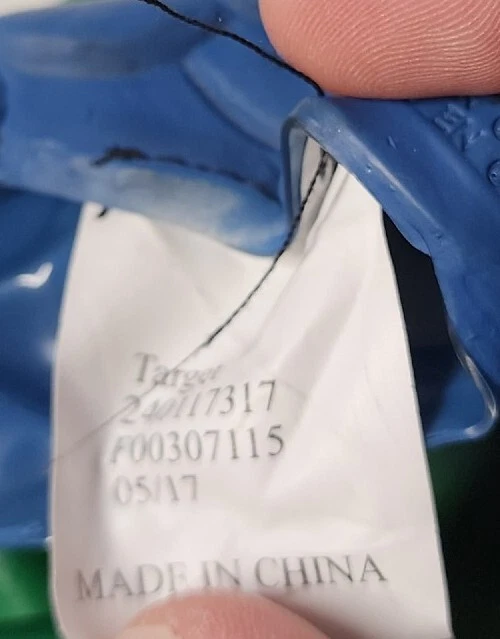 Target
240117317
F00307115
05/17
MADE IN CHINA